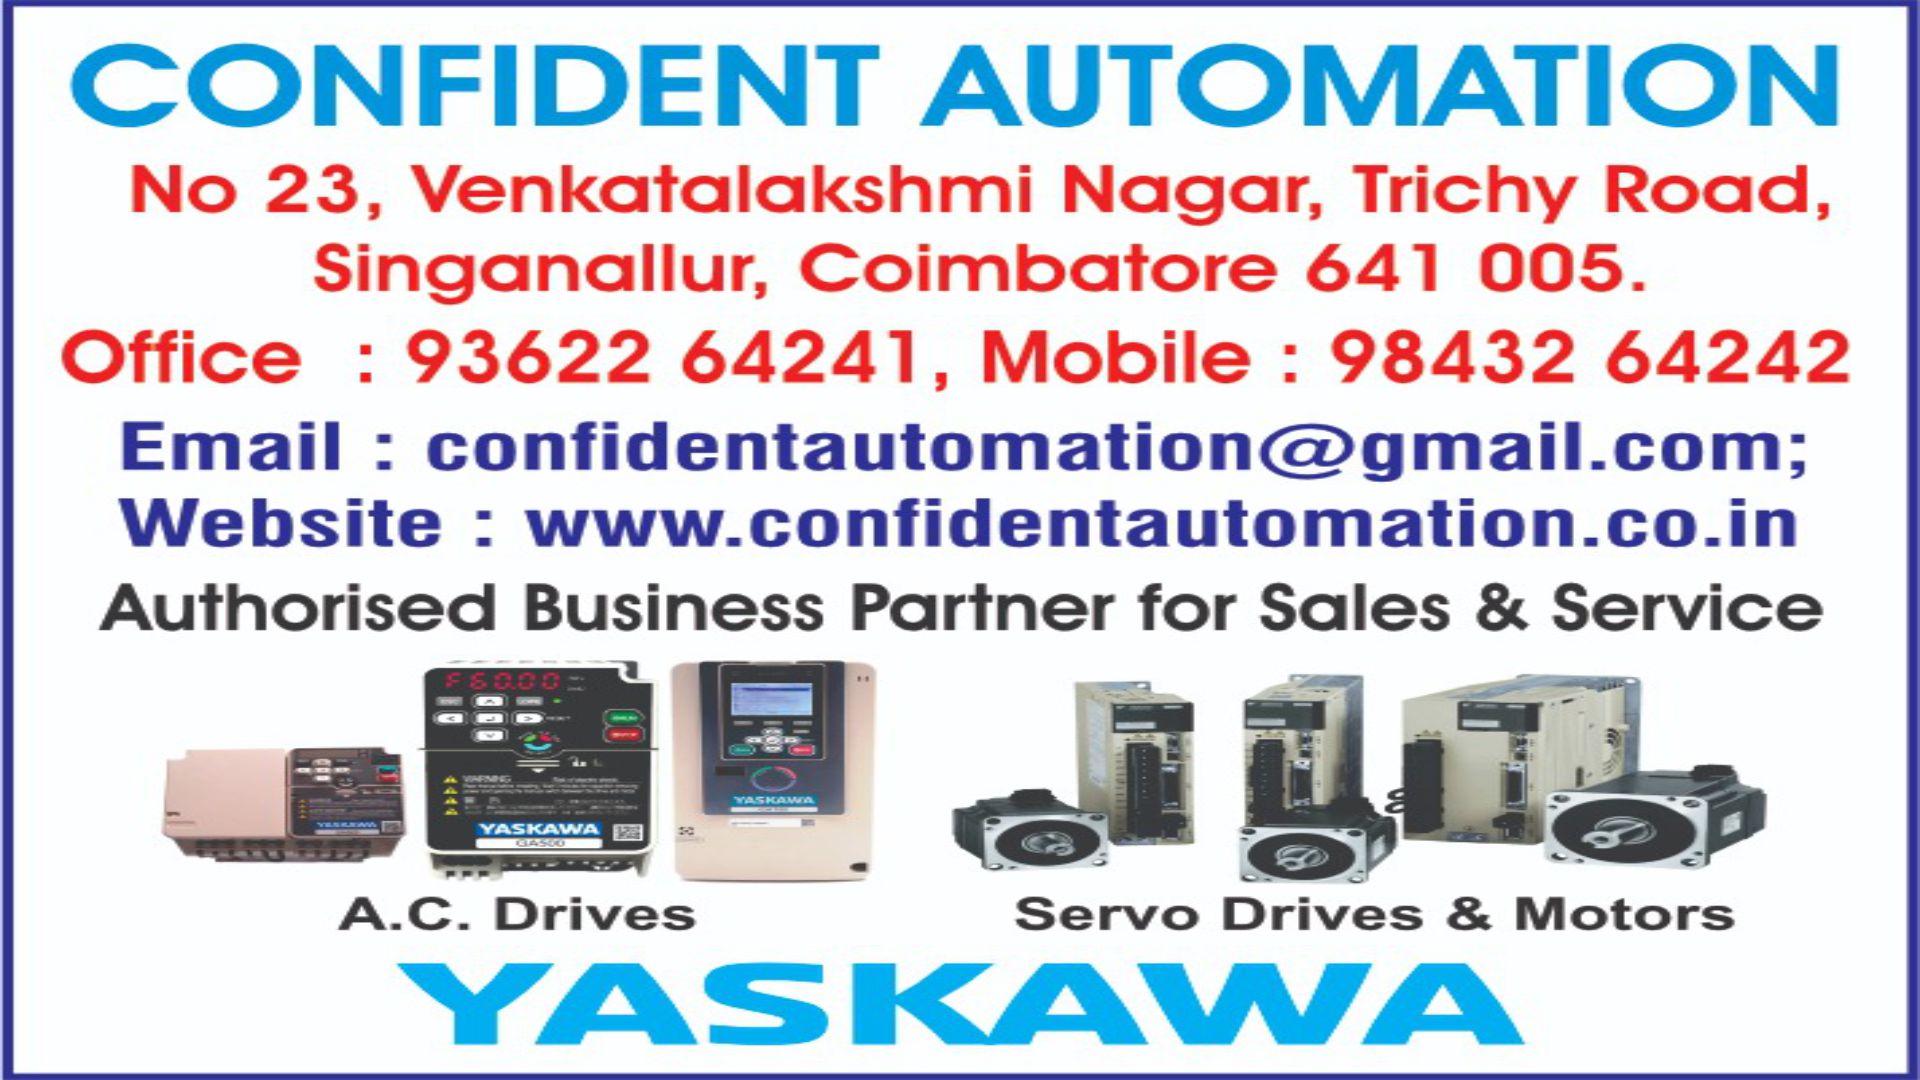 CONFIDENT AUTOMATION
No 23, Venkatalakshmi Nagar, Trichy Road,
Singanallur, Coimbatore 641 005.
Office : 93622 64241, Mobile : 98432 64242
Email : confidentautomation@gmail.com;
Website : www.confidentautomation.co.in
Authorised Business Partner for Sales & Service
F60.00
WARNING
YASKAWA
GA500
YASKAWA
YASKAWA
A.C. Drives
Servo Drives & Motors
YASKAWA